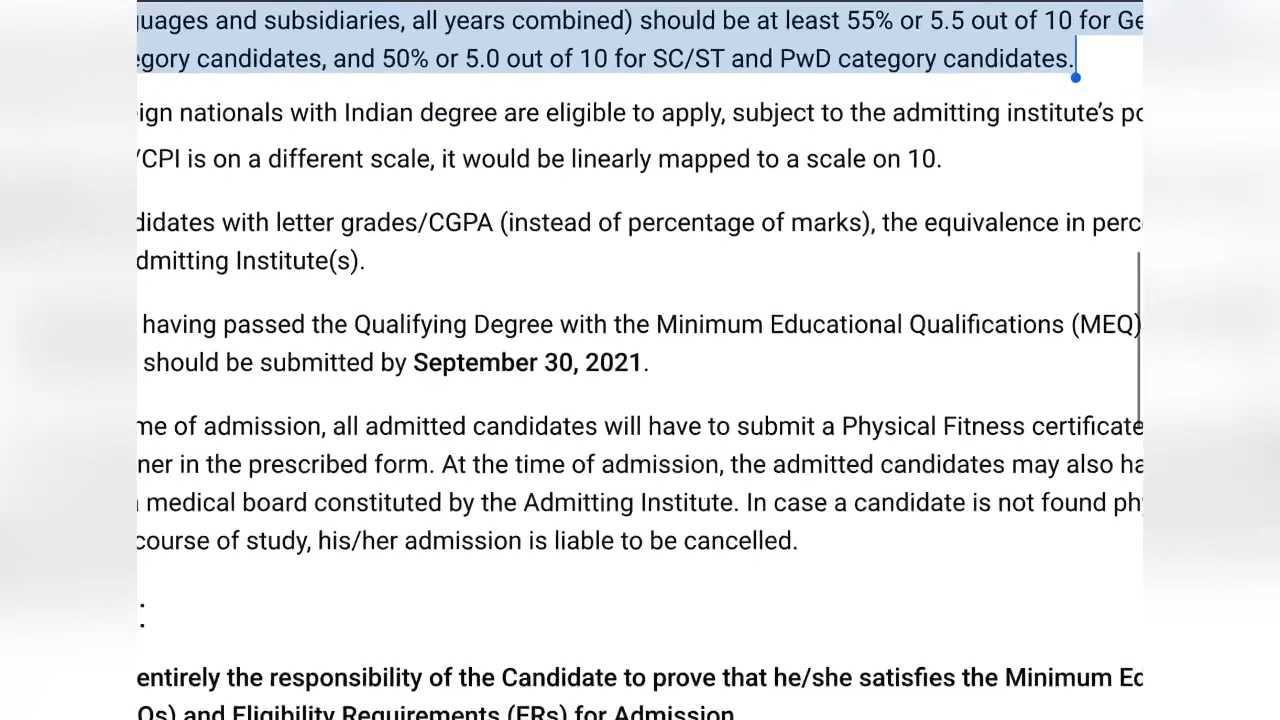 guages and subsidiaries, all years combined) should be at least 55% or 5.5 out of 10 for Ge
egory candidates, and 50% or 5.0 out of 10 for SC/ST and PwD category candidates.
ign nationals with Indian degree are eligible to apply, subject to the admitting institute’s po
/CPI is on a different scale, it would be linearly mapped to a scale on 10.
didates with letter grades/CGPA (instead of percentage of marks), the equivalence in perc
dmitting Institute(s).
having passed the Qualifying Degree with the Minimum Educational Qualifications (MEQ)
should be submitted by September 30, 2021.
me of admission, all admitted candidates will have to submit a Physical Fitness certificate
ner in the prescribed form. At the time of admission, the admitted candidates may also ha
medical board constituted by the Admitting Institute. In case a candidate is not found phy
course of study, his/her admission is liable to be cancelled.
:
entirely the responsibility of the Candidate to prove that he/she satisfies the Minimum Ed
Qs) and Eligibility Requirements (ERs) for Admission